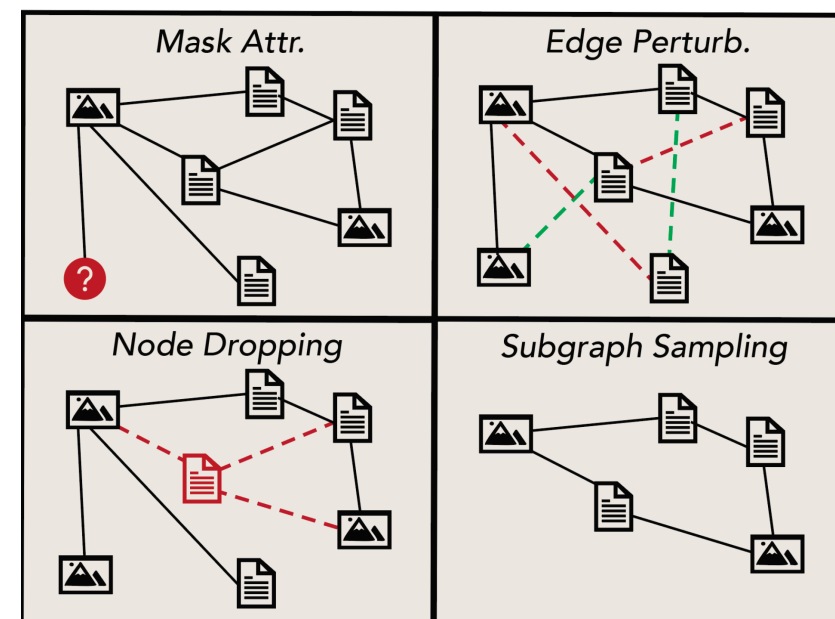 Mask Attr.
Edge Perturb.
?
Node Dropping
Subgraph Sampling